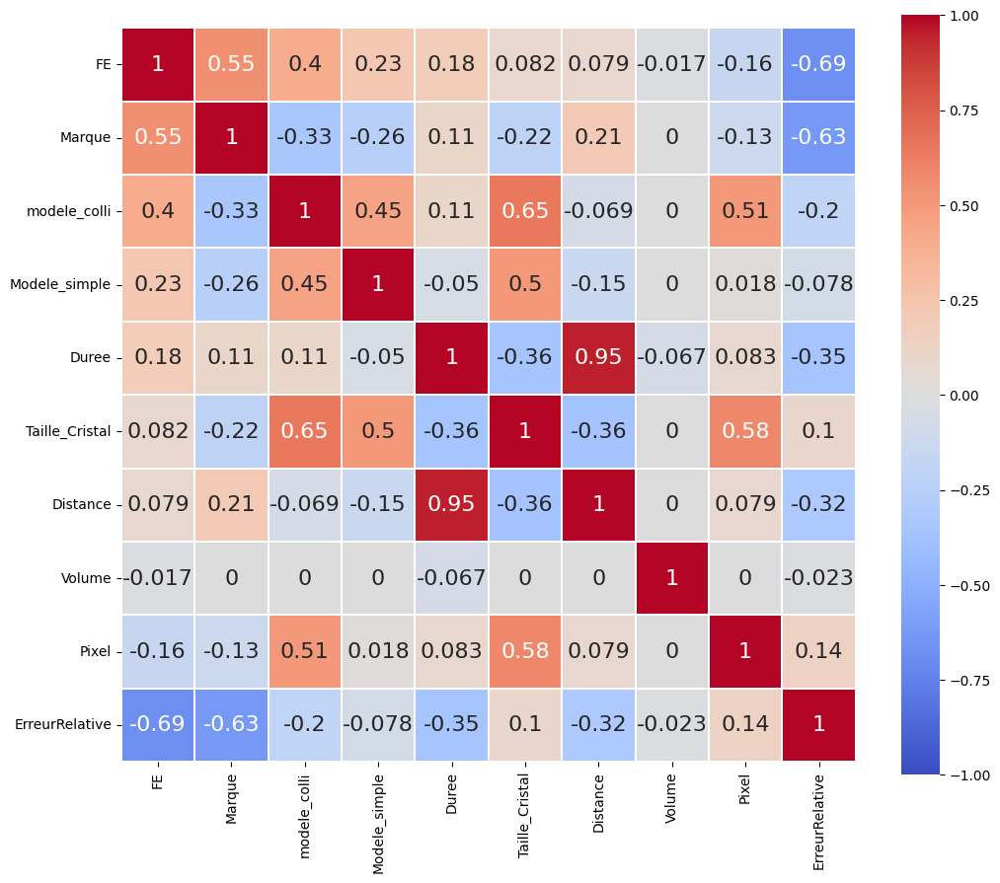 FE 1 0.55 0.4 0.23 0.18 0.082 0.079 -0.017 -0.16 -0.69
Marque 0.55 1 -0.33 -0.26 0.11 -0.22 0.21 0 -0.13 -0.63
modele_colli 0.4 -0.33 1 0.45 0.11 0.65 -0.069 0 0.51 -0.2
Modele_simple 0.23 -0.26 0.45 1 -0.05 0.5 -0.15 0 0.018 -0.078
Duree 0.18 0.11 0.11 -0.05 1 -0.36 0.95 -0.067 0.083 -0.35
Taille_Cristal 0.082 -0.22 0.65 0.5 -0.36 1 -0.36 0 0.58 0.1
Distance 0.079 0.21 -0.069 -0.15 0.95 -0.36 1 0 0.079 -0.32
Volume -0.017 0 0 0 -0.067 0 0 1 0 -0.023
Pixel -0.16 -0.13 0.51 0.018 0.083 0.58 0.079 0 1 0.14
ErreurRelative -0.69 -0.63 -0.2 -0.078 -0.35 0.1 -0.32 -0.023 0.14 1
FE Marque modele_colli Modele_simple Duree Taille_Cristal Distance Volume Pixel ErreurRelative
1.00
0.75
0.50
0.25
0.00
−0.25
−0.50
−0.75
−1.00